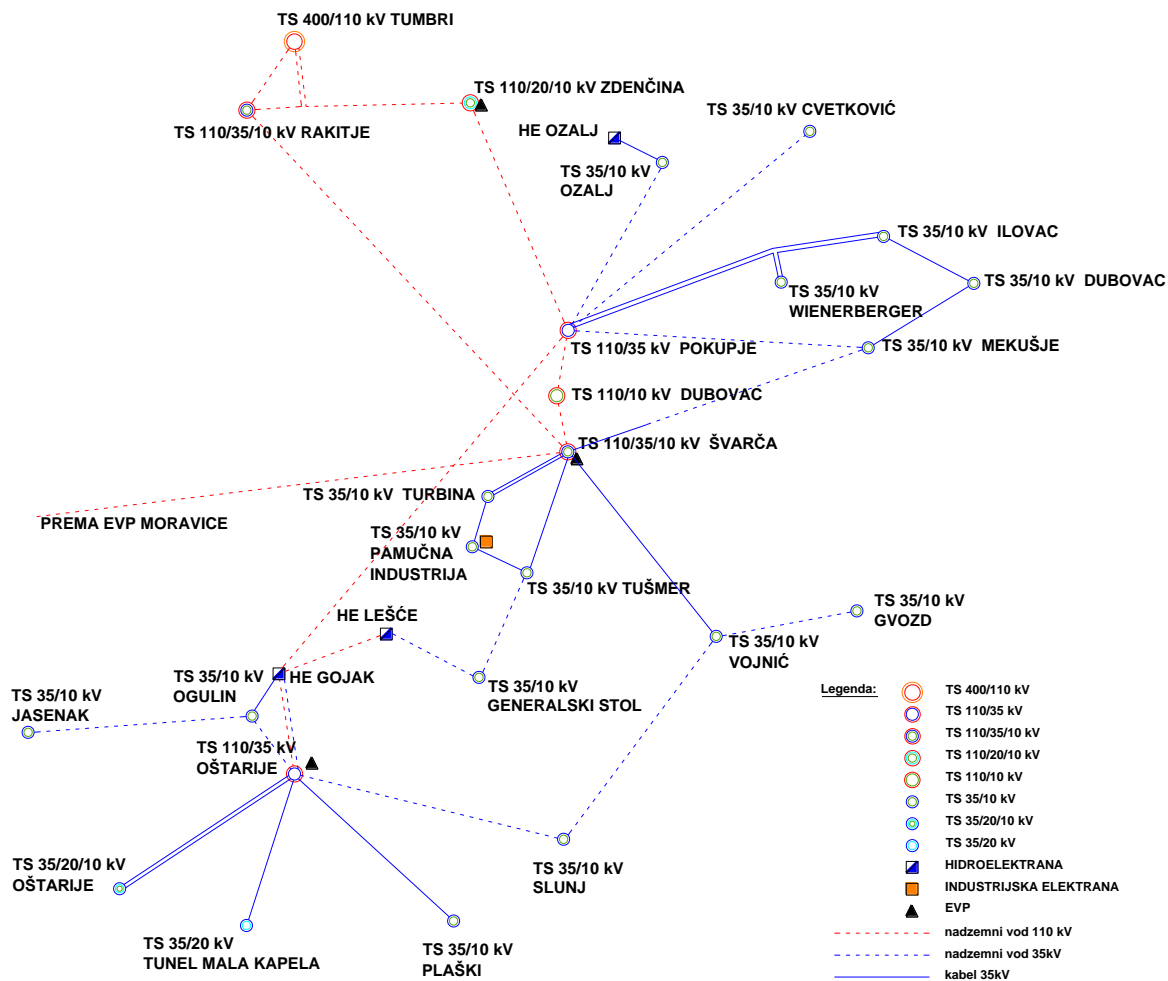 TS 400/110 kV TUMBRI
TS 110/20/10 kV ZDENČINA
TS 35/10 kV CVETKOVIĆ
TS 110/35/10 kV RAKITJE
HE OZALJ
TS 35/10 kV
OZALJ
TS 35/10 kV ILOVAC
TS 35/10 kV DUBOVAC
TS 35/10 kV
WIENERBERGER
TS 110/35 kV POKUPJE
TS 35/10 kV MEKUŠJE
TS 110/10 kV DUBOVAC
TS 110/35/10 kV ŠVARČA
TS 35/10 kV TURBINA
PREMA EVP MORAVICE
TS 35/10 kV
PAMUČNA
INDUSTRIJA
TS 35/10 kV TUŠMER
HE LEŠĆE
TS 35/10 kV
GVOZD
TS 35/10 kV
VOJNIĆ
TS 35/10 kV
OGULIN
HE GOJAK
TS 35/10 kV
GENERALSKI STOL
TS 35/10 kV
JASENAK
TS 110/35 kV
OŠTARIJE
TS 35/20/10 kV
OŠTARIJE
TS 35/10 kV
SLUNJ
TS 35/20 kV
TUNEL MALA KAPELA
TS 35/10 kV
PLAŠKI
Legenda:
TS 400/110 kV
TS 110/35 kV
TS 110/35/10 kV
TS 110/20/10 kV
TS 110/10 kV
TS 35/10 kV
TS 35/20/10 kV
TS 35/20 kV
HIDROELEKTRANA
INDUSTRIJSKA ELEKTRANA
EVP
nadzemni vod 110 kV
nadzemni vod 35kV
kabel 35kV